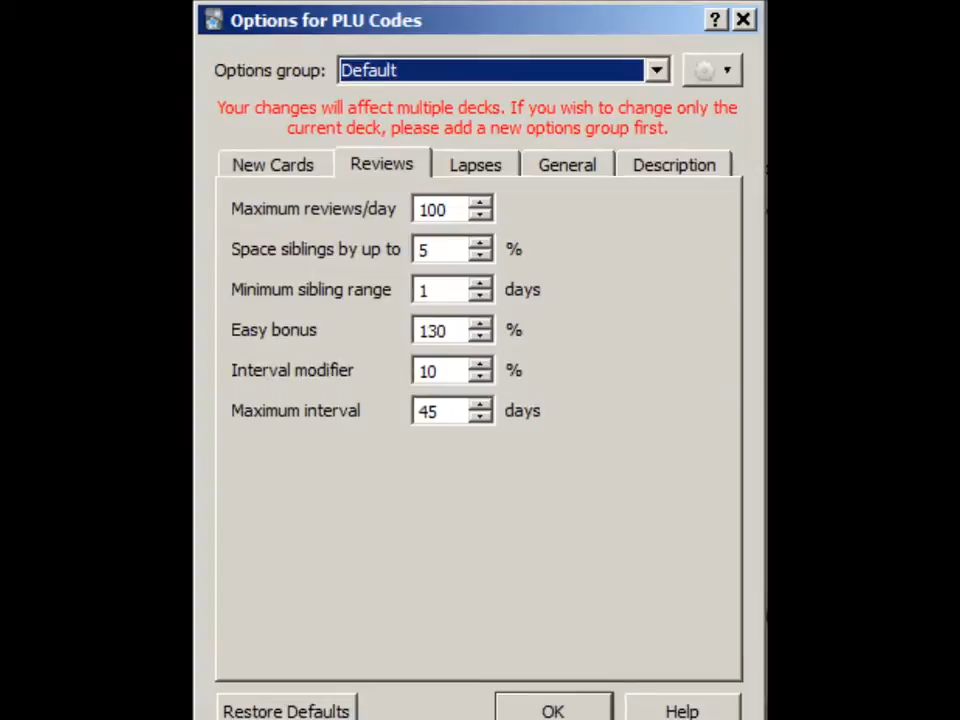 Options for PLU Codes
?
Options group: Default
Your changes will affect multiple decks. If you wish to change only the
current deck, please add a new options group first.
New Cards Reviews Lapses General Description
Maximum reviews/day 100
Space siblings by up to 5 %
Minimum sibling range 1 days
Easy bonus 130 %
Interval modifier 10 %
Maximum interval 45 days
Restore Defaults OK Help